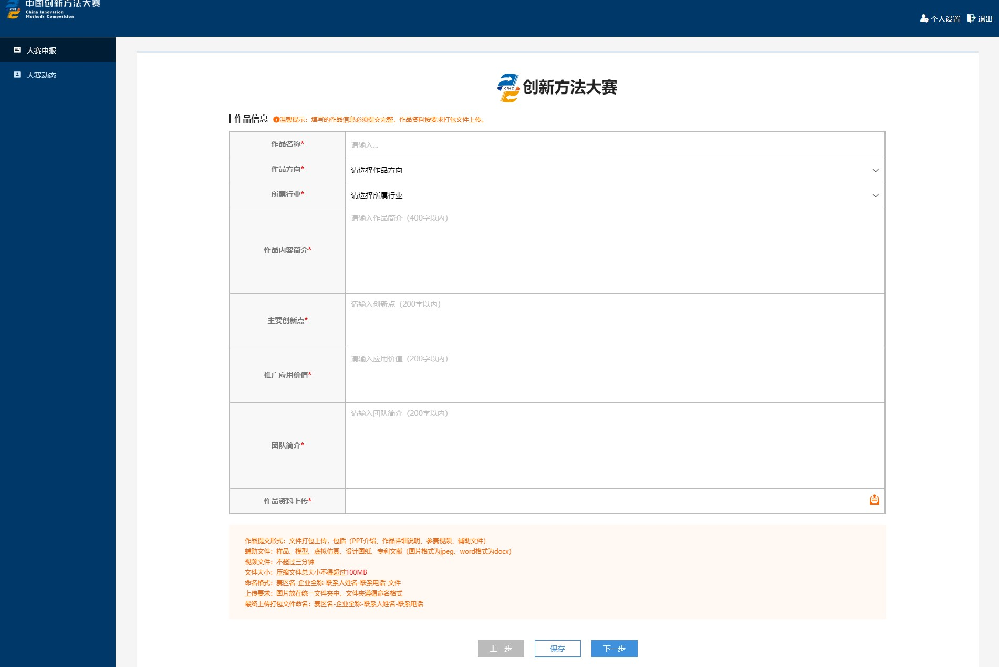 中国创新方法大赛
China Innovation
Methods Competition
个人设置 退出
大赛申报
大赛动态
CIMC 创新方法大赛
作品信息 温馨提示：填写的作品信息必须提交完整，作品资料按要求打包文件上传。
作品名称* 请输入...
作品方向* 请选择作品方向
所属行业* 请选择所属行业
作品内容简介* 请输入作品简介（400字以内）
主要创新点* 请输入创新点（200字以内）
推广应用价值* 请输入应用价值（200字以内）
团队简介* 请输入团队简介（200字以内）
作品资料上传*
作品提交形式：文件打包上传，包括（PPT介绍、作品详细说明、参赛视频、辅助文件）
辅助文件：样品、模型、虚拟仿真、设计图纸、专利文献（图片格式为jpeg、word格式为docx）
视频文件：不超过三分钟
文件大小：压缩文件总大小不得超过100MB
命名格式：赛区名-企业全称-联系人姓名-联系电话-文件
上传要求：图片放在统一文件夹中，文件夹遵循命名格式
最终上传打包文件命名：赛区名-企业全称-联系人姓名-联系电话
上一步 保存 下一步